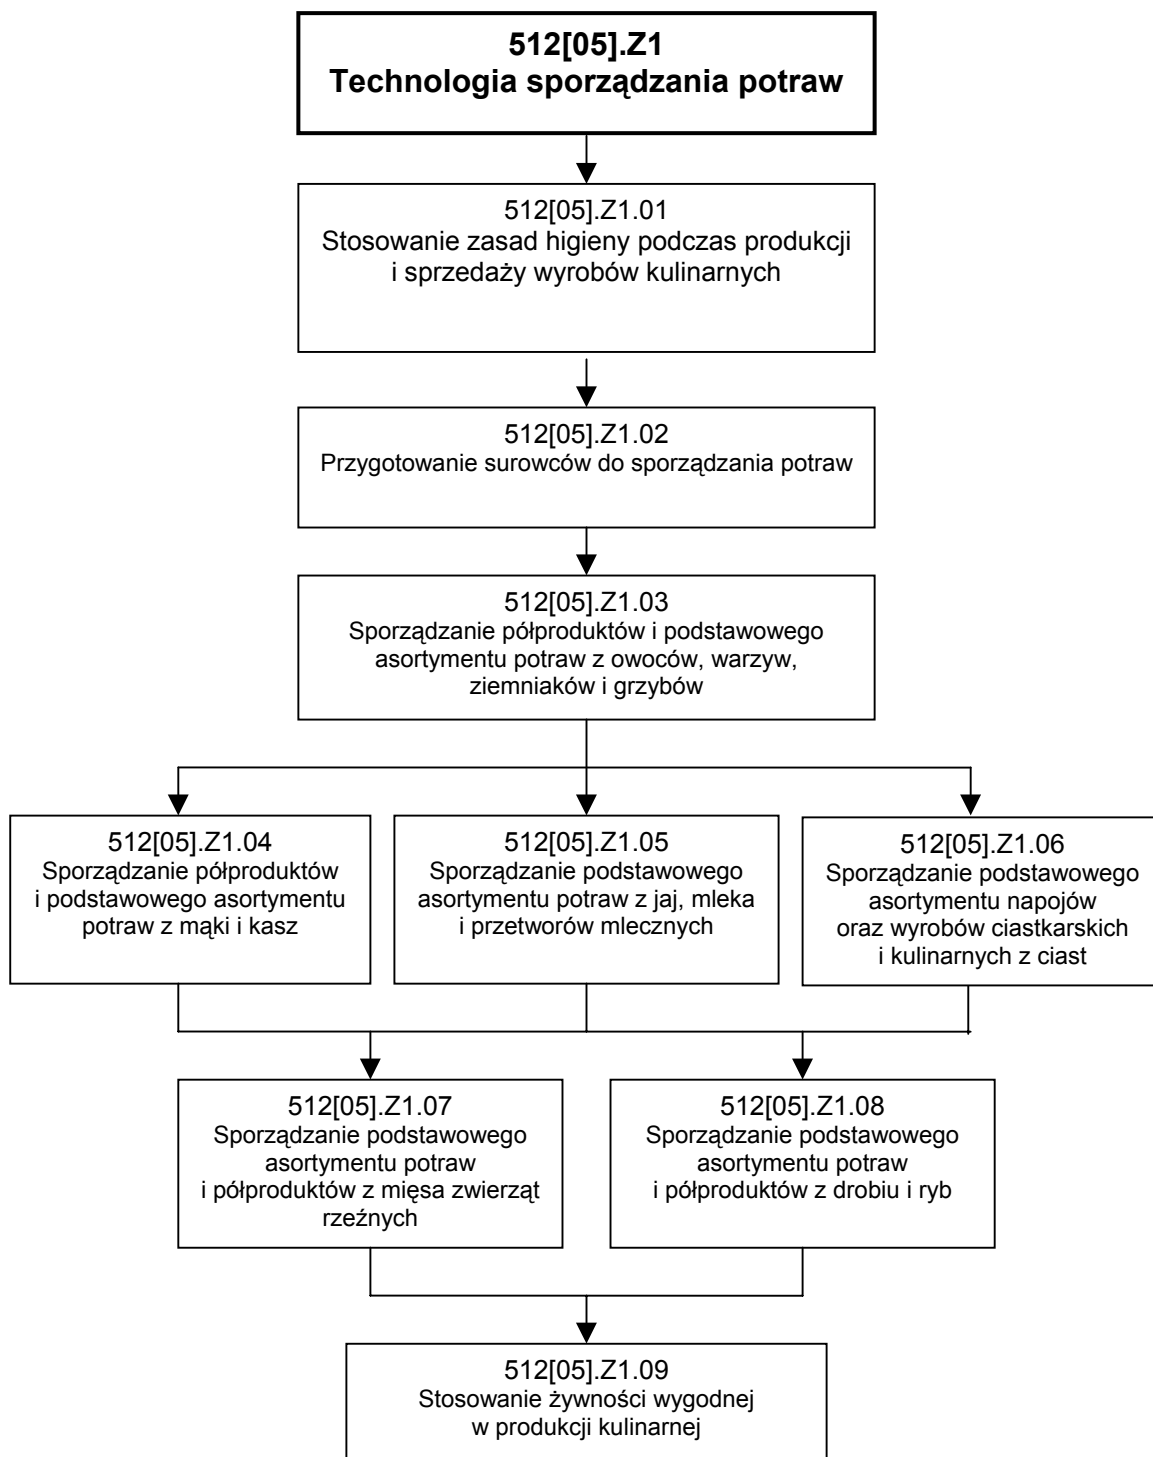 512[05].Z1
Technologia sporządzania potraw
512[05].Z1.01
Stosowanie zasad higieny podczas produkcji
i sprzedaży wyrobów kulinarnych
512[05].Z1.02
Przygotowanie surowców do sporządzania potraw
512[05].Z1.03
Sporządzanie półproduktów i podstawowego
asortymentu potraw z owoców, warzyw,
ziemniaków i grzybów
512[05].Z1.04
Sporządzanie półproduktów
i podstawowego asortymentu
potraw z mąki i kasz
512[05].Z1.05
Sporządzanie podstawowego
asortymentu potraw z jaj, mleka
i przetworów mlecznych
512[05].Z1.06
Sporządzanie podstawowego
asortymentu napojów
oraz wyrobów ciastkarskich
i kulinarnych z ciast
512[05].Z1.07
Sporządzanie podstawowego
asortymentu potraw
i półproduktów z mięsa zwierząt
rzeźnych
512[05].Z1.08
Sporządzanie podstawowego
asortymentu potraw
i półproduktów z drobiu i ryb
512[05].Z1.09
Stosowanie żywności wygodnej
w produkcji kulinarnej